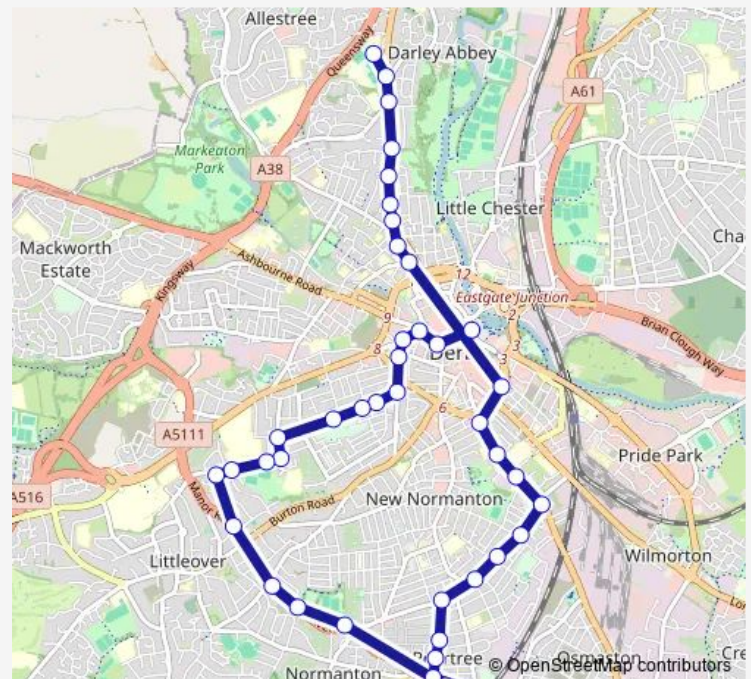 Allestree
Queensway
Darley Abbey
A61
Markeaton
Park
A38
Little Chester
Mackworth
Estate
Ashbourne Road
Kingsway
12
Eastgate Junction
2
9
3
Brian Clough Way
8
3
6
A5111
Pride Park
A516
New Normanton
Burton Road
Littleover
Wilmorton
Normanton
Osmaston
© OpenStreetMap contributors